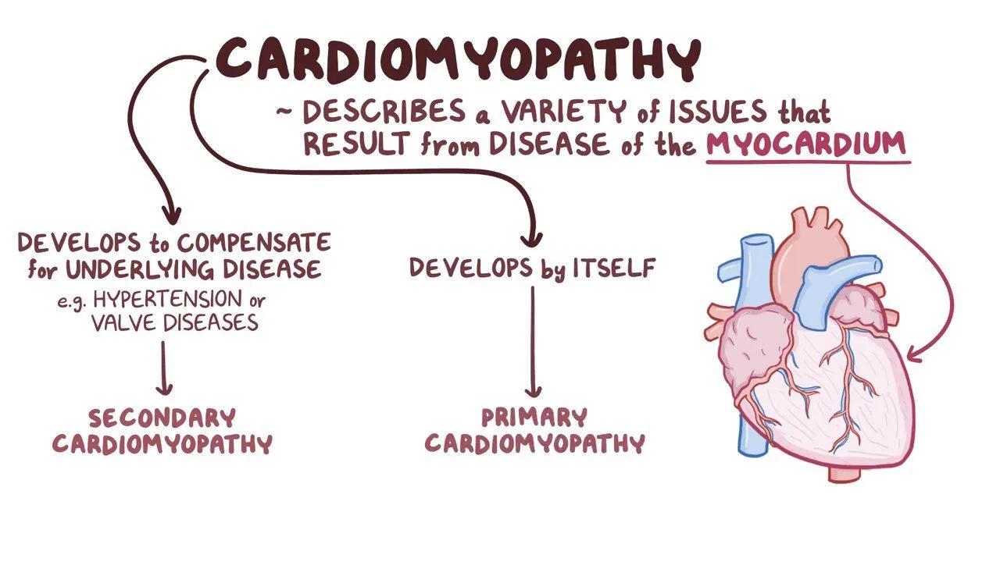 CARDIOMYOPATHY
~ DESCRIBES a VARIETY of ISSUES that
RESULT from DISEASE of the MYOCARDIUM
DEVELOPS to COMPENSATE
for UNDERLYING DISEASE
e.g. HYPERTENSION or
VALVE DISEASES
SECONDARY
CARDIOMYOPATHY
DEVELOPS by ITSELF
PRIMARY
CARDIOMYOPATHY